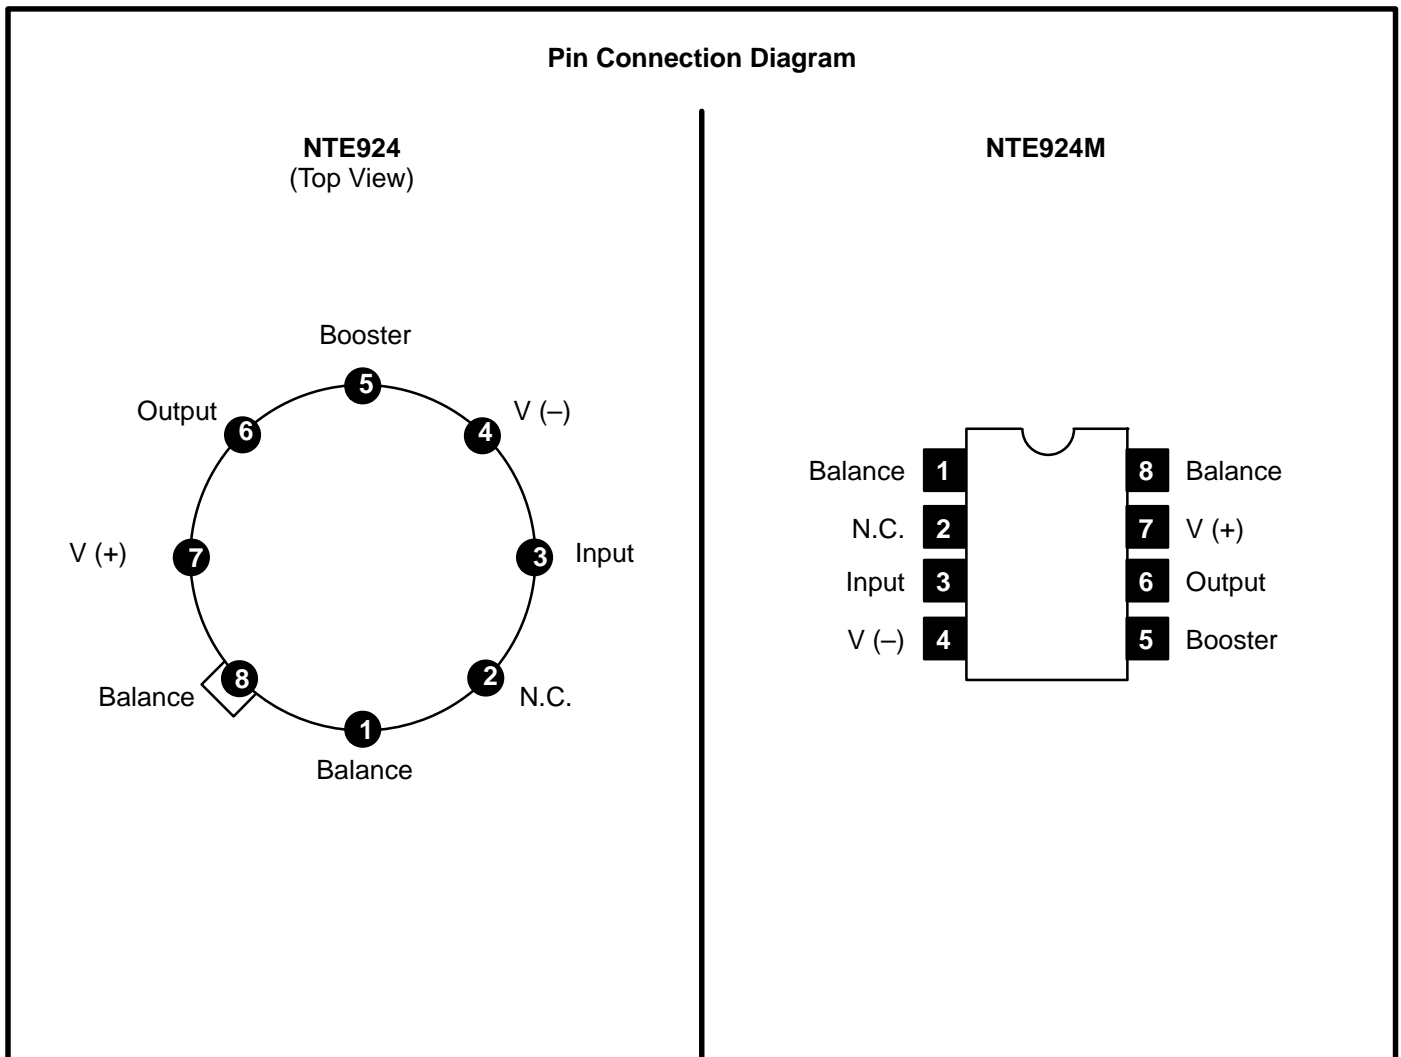 Pin Connection Diagram
NTE924
(Top View)
Booster
5
Output
6
V (–)
4
V (+)
7
3
Input
Balance
8
2
N.C.
1
Balance
NTE924M
Balance 1 8 Balance
N.C. 2 7 V (+)
Input 3 6 Output
V (–) 4 5 Booster